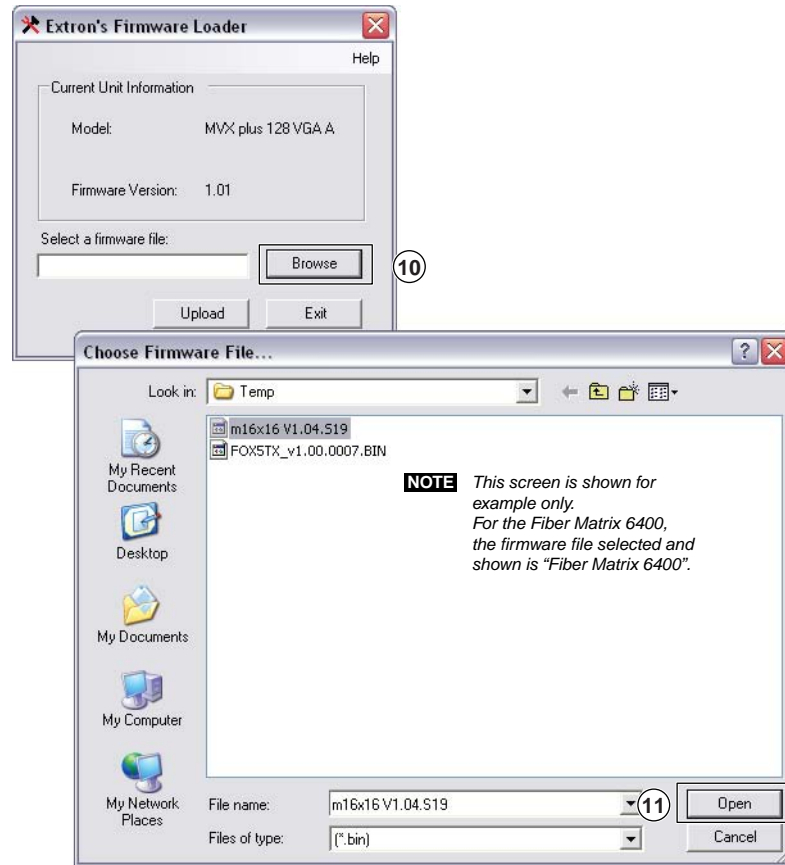 Extron's Firmware Loader
Help
Current Unit Information
Model: MVX plus 128 VGA A
Firmware Version: 1.01
Select a firmware file:
Browse
10
Upload Exit
Choose Firmware File...
Look in: Temp
m16x16 V1.04.S19
FOX5TX_v1.00.0007.BIN
My Recent
Documents
Desktop
My Documents
My Computer
My Network
Places
NOTE This screen is shown for
example only.
For the Fiber Matrix 6400,
the firmware file selected and
shown is “Fiber Matrix 6400”.
File name: m16x16 V1.04.S19
11
Open
Files of type: (*.bin)
Cancel